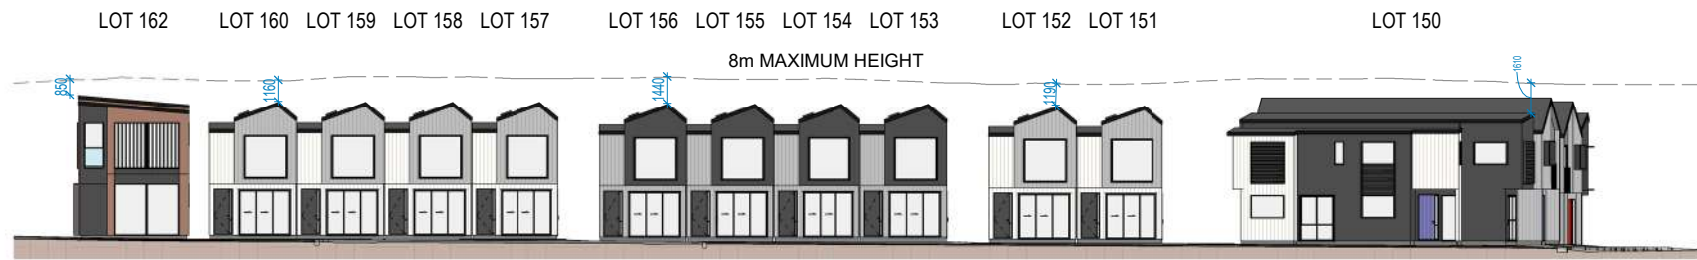 LOT 162 LOT 160 LOT 159 LOT 158 LOT 157 LOT 156 LOT 155 LOT 154 LOT 153 LOT 152 LOT 151 LOT 150
8m MAXIMUM HEIGHT
850 1160 1440 1190 1610